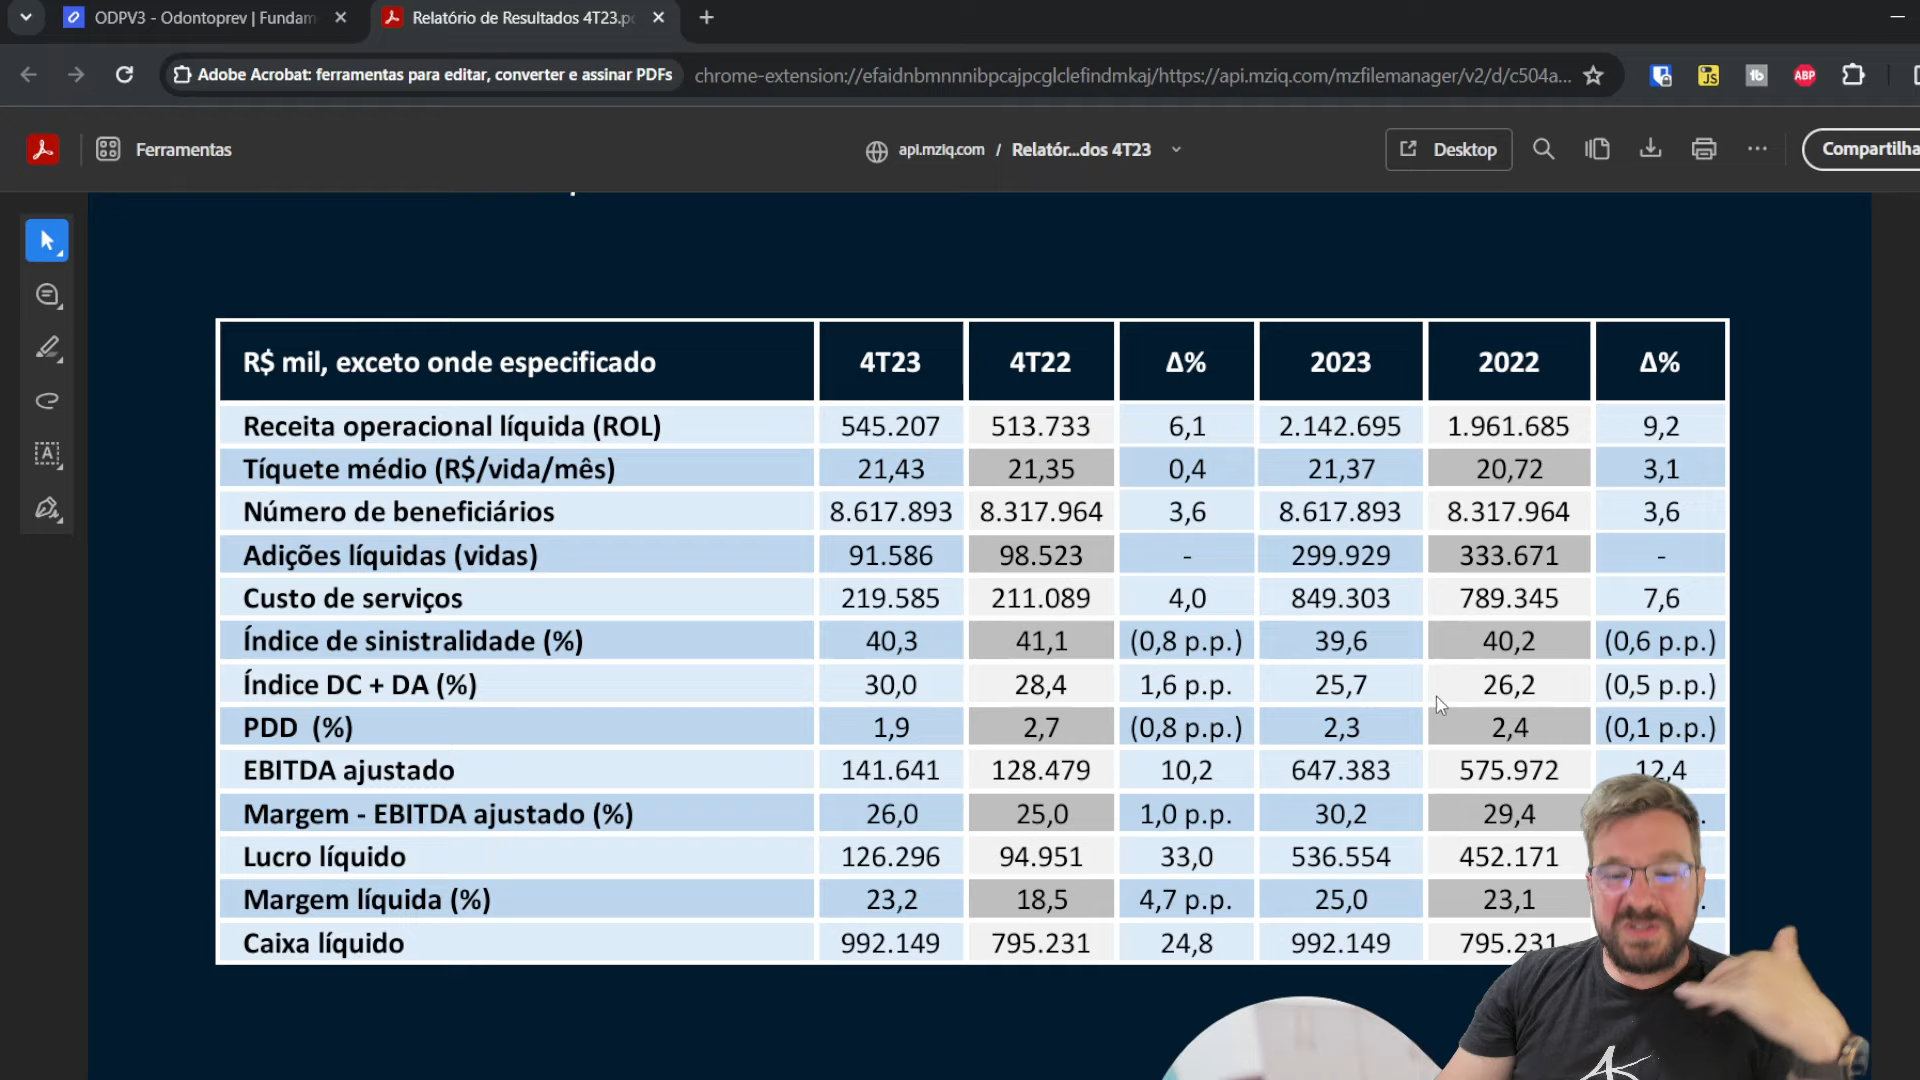 ODPV3 - Odontoprev | Fundam
Relatório de Resultados 4T23.p
Adobe Acrobat: ferramentas para editar, converter e assinar PDFs
chrome-extension://efaidnbmnnnibpcajpcglclefindmkaj/https://api.mziq.com/mzfilemanager/v2/d/c504a...
JS
tb
ABP
Ferramentas
api.mziq.com / Relatór...dos 4T23
Desktop
Compartilha
R$ mil, exceto onde especificado 4T23 4T22 Δ% 2023 2022 Δ%
Receita operacional líquida (ROL) 545.207 513.733 6,1 2.142.695 1.961.685 9,2
Tíquete médio (R$/vida/mês) 21,43 21,35 0,4 21,37 20,72 3,1
Número de beneficiários 8.617.893 8.317.964 3,6 8.617.893 8.317.964 3,6
Adições líquidas (vidas) 91.586 98.523 - 299.929 333.671 -
Custo de serviços 219.585 211.089 4,0 849.303 789.345 7,6
Índice de sinistralidade (%) 40,3 41,1 (0,8 p.p.) 39,6 40,2 (0,6 p.p.)
Índice DC + DA (%) 30,0 28,4 1,6 p.p. 25,7 26,2 (0,5 p.p.)
PDD (%) 1,9 2,7 (0,8 p.p.) 2,3 2,4 (0,1 p.p.)
EBITDA ajustado 141.641 128.479 10,2 647.383 575.972 12,4
Margem - EBITDA ajustado (%) 26,0 25,0 1,0 p.p. 30,2 29,4
Lucro líquido 126.296 94.951 33,0 536.554 452.171
Margem líquida (%) 23,2 18,5 4,7 p.p. 25,0 23,1
Caixa líquido 992.149 795.231 24,8 992.149 795.231